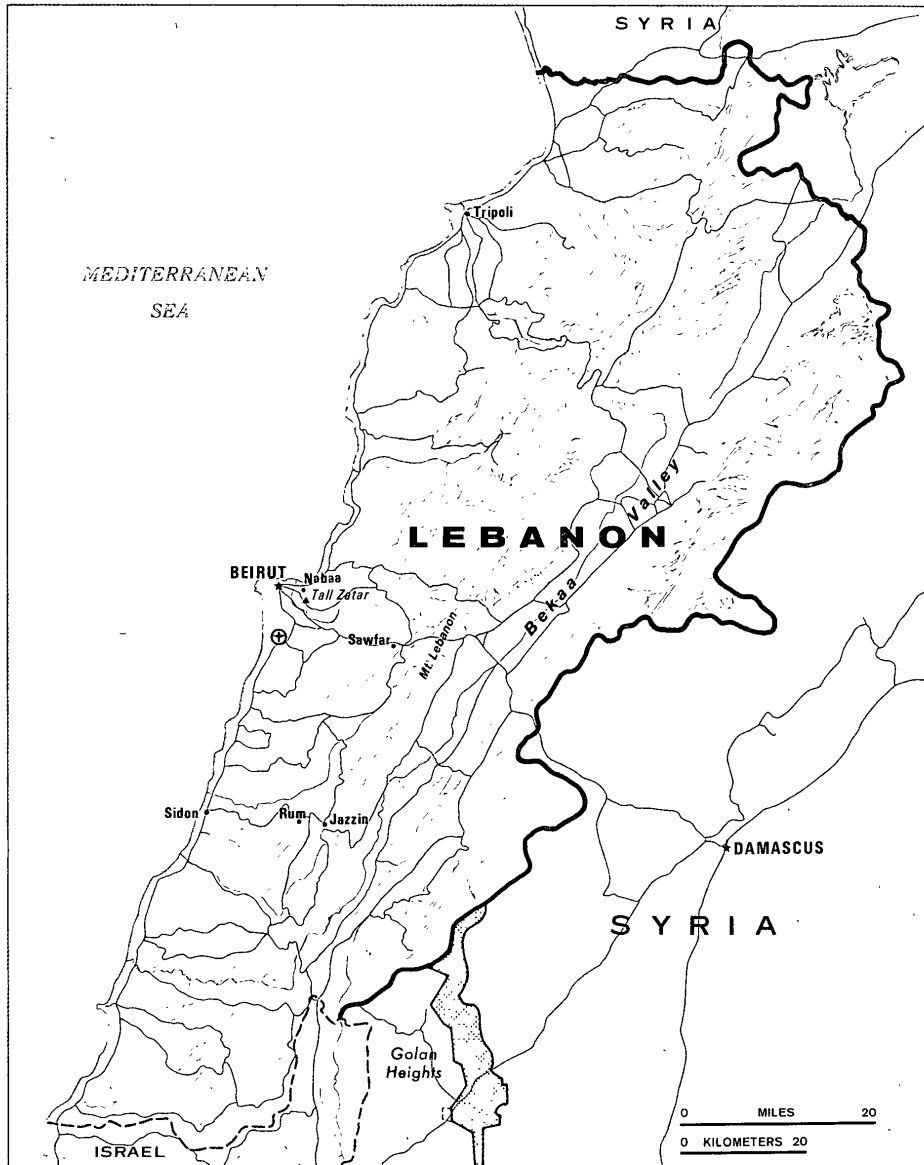 SYRIA
Tripoli
MEDITERRANEAN
SEA
Valley
LEBANON
BEIRUT
Nabaa
Tall Zatar
Bekaa
Sawfar
Mt. Lebanon
Sidon
Rum
Jazzin
DAMASCUS
SYRIA
Golan
Heights
0 MILES 20
0 KILOMETERS 20
ISRAEL